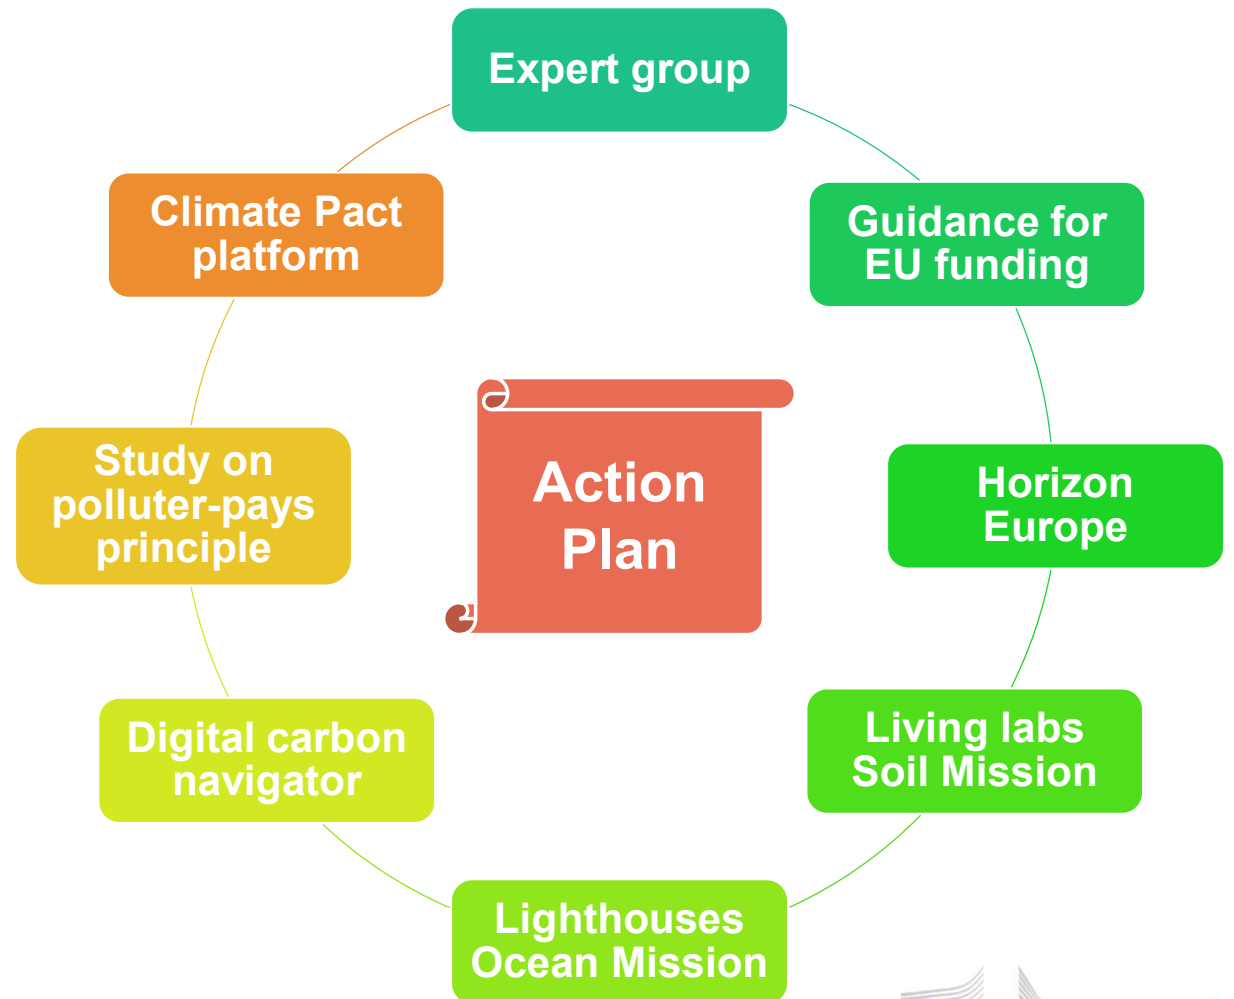 Expert group
Climate Pact
platform
Guidance for
EU funding
Study on
polluter-pays
principle
Action
Plan
Horizon
Europe
Digital carbon
navigator
Living labs
Soil Mission
Lighthouses
Ocean Mission